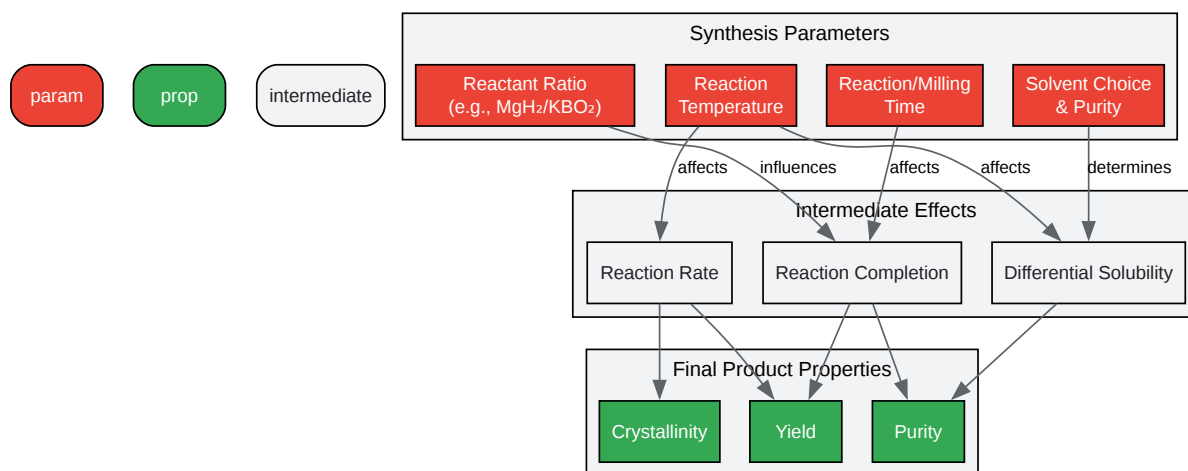 Synthesis Parameters
param
prop
intermediate
Reactant Ratio
(e.g., MgH₂/KBO₂)
Reaction
Temperature
Reaction/Milling
Time
Solvent Choice
& Purity
affects
influences
affects
affects
determines
Intermediate Effects
Reaction Rate
Reaction Completion
Differential Solubility
Final Product Properties
Crystallinity
Yield
Purity